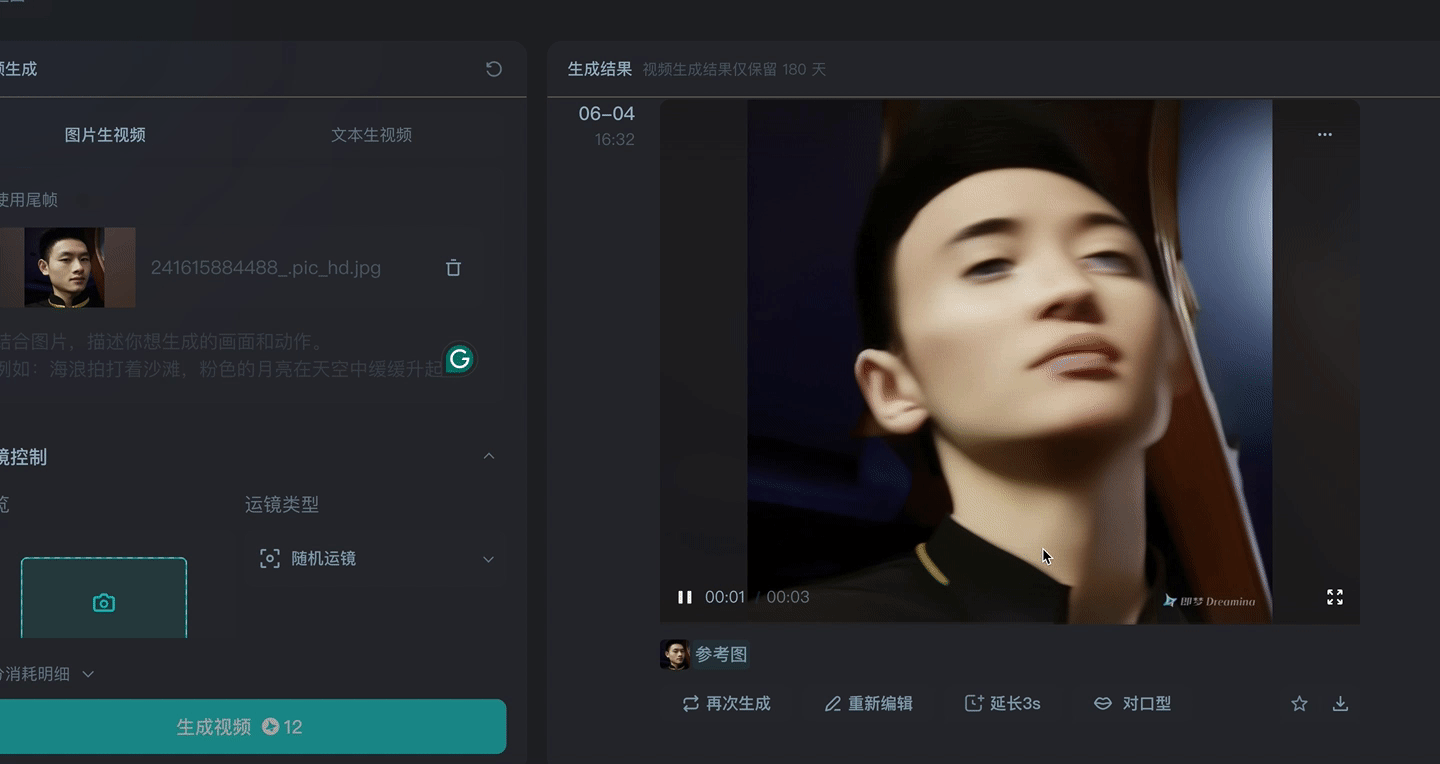 生成
图片生视频
文本生视频
使用尾帧
241615884488_.pic_hd.jpg
结合图片，描述你想生成的画面和动作。
例如：海浪拍打着沙滩，粉色的月亮在天空中缓缓升起
G
镜控制
运镜类型
随机运镜
消耗明细
生成视频 12
生成结果 视频生成结果仅保留 180 天
06-04
16:32
00:01 / 00:03
即梦 Dreamina
参考图
再次生成
重新编辑
延长3s
对口型